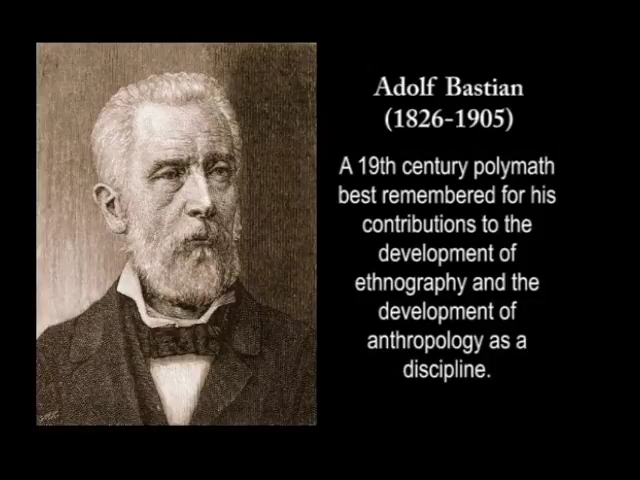 Adolf Bastian
(1826-1905)
A 19th century polymath
best remembered for his
contributions to the
development of
ethnography and the
development of
anthropology as a
discipline.